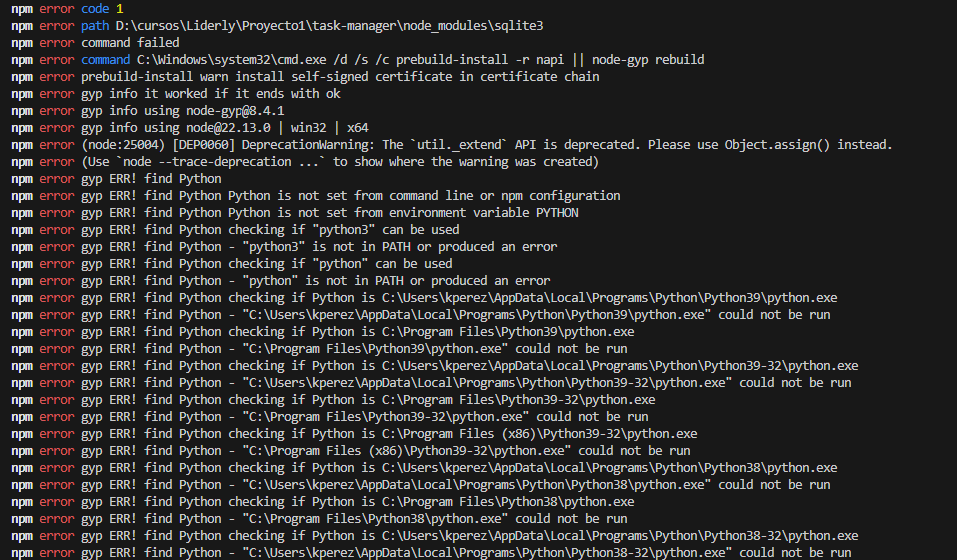 npm error code 1
npm error path D:\cursos\Liderly\Proyecto1\task-manager\node_modules\sqlite3
npm error command failed
npm error command C:\Windows\system32\cmd.exe /d /s /c prebuild-install -r napi || node-gyp rebuild
npm error prebuild-install warn install self-signed certificate in certificate chain
npm error gyp info it worked if it ends with ok
npm error gyp info using node-gyp@8.4.1
npm error gyp info using node@22.13.0 | win32 | x64
npm error (node:25004) [DEP0060] DeprecationWarning: The `util._extend` API is deprecated. Please use Object.assign() instead.
npm error (Use `node --trace-deprecation ...` to show where the warning was created)
npm error gyp ERR! find Python
npm error gyp ERR! find Python Python is not set from command line or npm configuration
npm error gyp ERR! find Python Python is not set from environment variable PYTHON
npm error gyp ERR! find Python checking if "python3" can be used
npm error gyp ERR! find Python - "python3" is not in PATH or produced an error
npm error gyp ERR! find Python checking if "python" can be used
npm error gyp ERR! find Python - "python" is not in PATH or produced an error
npm error gyp ERR! find Python checking if Python is C:\Users\kperez\AppData\Local\Programs\Python\Python39\python.exe
npm error gyp ERR! find Python - "C:\Users\kperez\AppData\Local\Programs\Python\Python39\python.exe" could not be run
npm error gyp ERR! find Python checking if Python is C:\Program Files\Python39\python.exe
npm error gyp ERR! find Python - "C:\Program Files\Python39\python.exe" could not be run
npm error gyp ERR! find Python checking if Python is C:\Users\kperez\AppData\Local\Programs\Python\Python39-32\python.exe
npm error gyp ERR! find Python - "C:\Users\kperez\AppData\Local\Programs\Python\Python39-32\python.exe" could not be run
npm error gyp ERR! find Python checking if Python is C:\Program Files\Python39-32\python.exe
npm error gyp ERR! find Python - "C:\Program Files\Python39-32\python.exe" could not be run
npm error gyp ERR! find Python checking if Python is C:\Program Files (x86)\Python39-32\python.exe
npm error gyp ERR! find Python - "C:\Program Files (x86)\Python39-32\python.exe" could not be run
npm error gyp ERR! find Python checking if Python is C:\Users\kperez\AppData\Local\Programs\Python\Python38\python.exe
npm error gyp ERR! find Python - "C:\Users\kperez\AppData\Local\Programs\Python\Python38\python.exe" could not be run
npm error gyp ERR! find Python checking if Python is C:\Program Files\Python38\python.exe
npm error gyp ERR! find Python - "C:\Program Files\Python38\python.exe" could not be run
npm error gyp ERR! find Python checking if Python is C:\Users\kperez\AppData\Local\Programs\Python\Python38-32\python.exe
npm error gyp ERR! find Python - "C:\Users\kperez\AppData\Local\Programs\Python\Python38-32\python.exe" could not be run